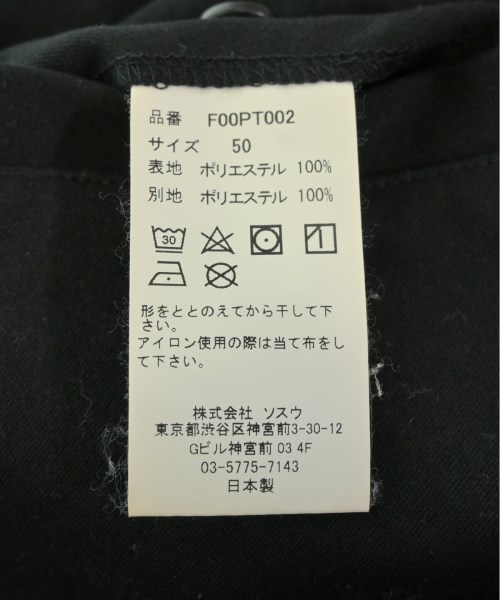 品番 F00PT002
サイズ 50
表地 ポリエステル 100%
別地 ポリエステル 100%
30
形をととのえてから干して下
さい。
アイロン使用の際は当て布をし
て下さい。
株式会社 ソスウ
東京都渋谷区神宮前3-30-12
Gビル神宮前 03 4F
03-5775-7143
日本製